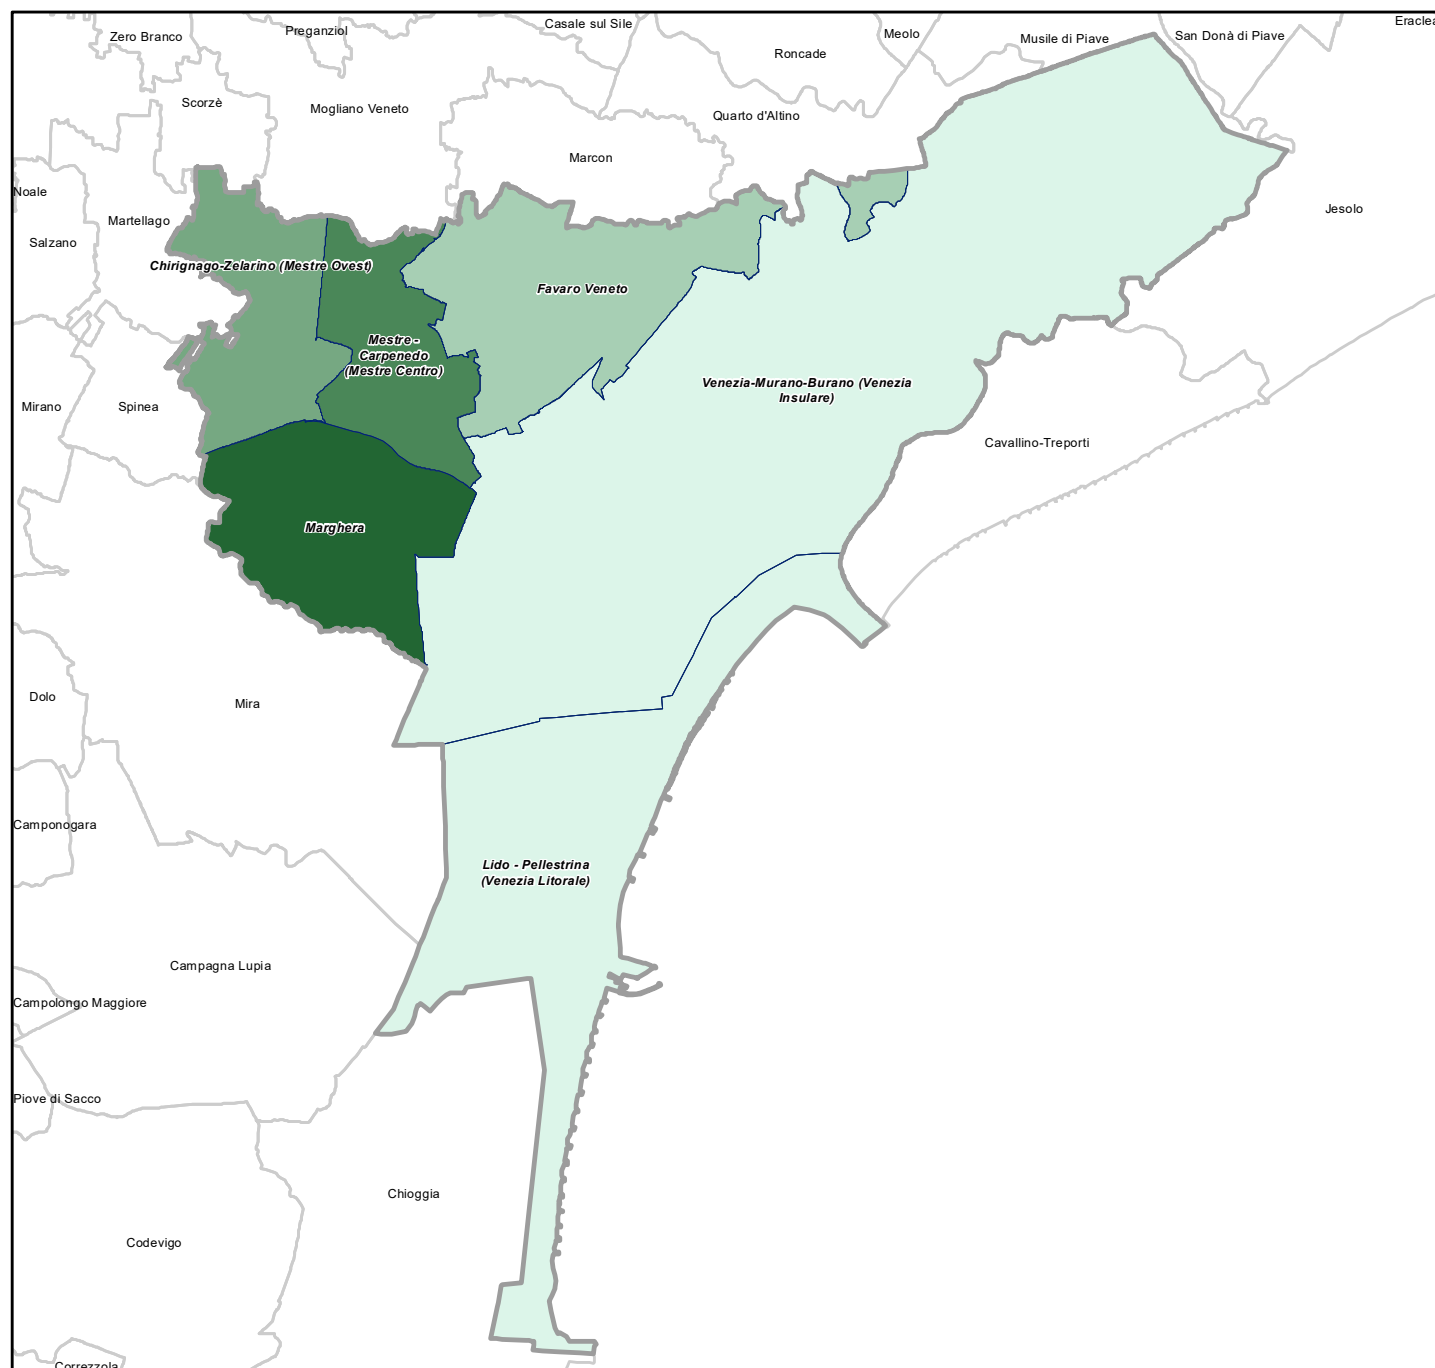 Eraclea
Casale sul Sile
Preganziol
Meolo
Zero Branco
San Donà di Piave
Musile di Piave
Roncade
Scorzè
Mogliano Veneto
Quarto d'Altino
Marcon
Noale
Jesolo
Martellago
Salzano
Chirignago-Zelarino (Mestre Ovest)
Favaro Veneto
Mestre -
Carpenedo
(Mestre Centro)
Venezia-Murano-Burano (Venezia
Insulare)
Mirano
Spinea
Cavallino-Treporti
Marghera
Dolo
Mira
Camponogara
Lido - Pellestrina
(Venezia Litorale)
Campagna Lupia
Campolongo Maggiore
Piove di Sacco
Chioggia
Codevigo
Correzzola